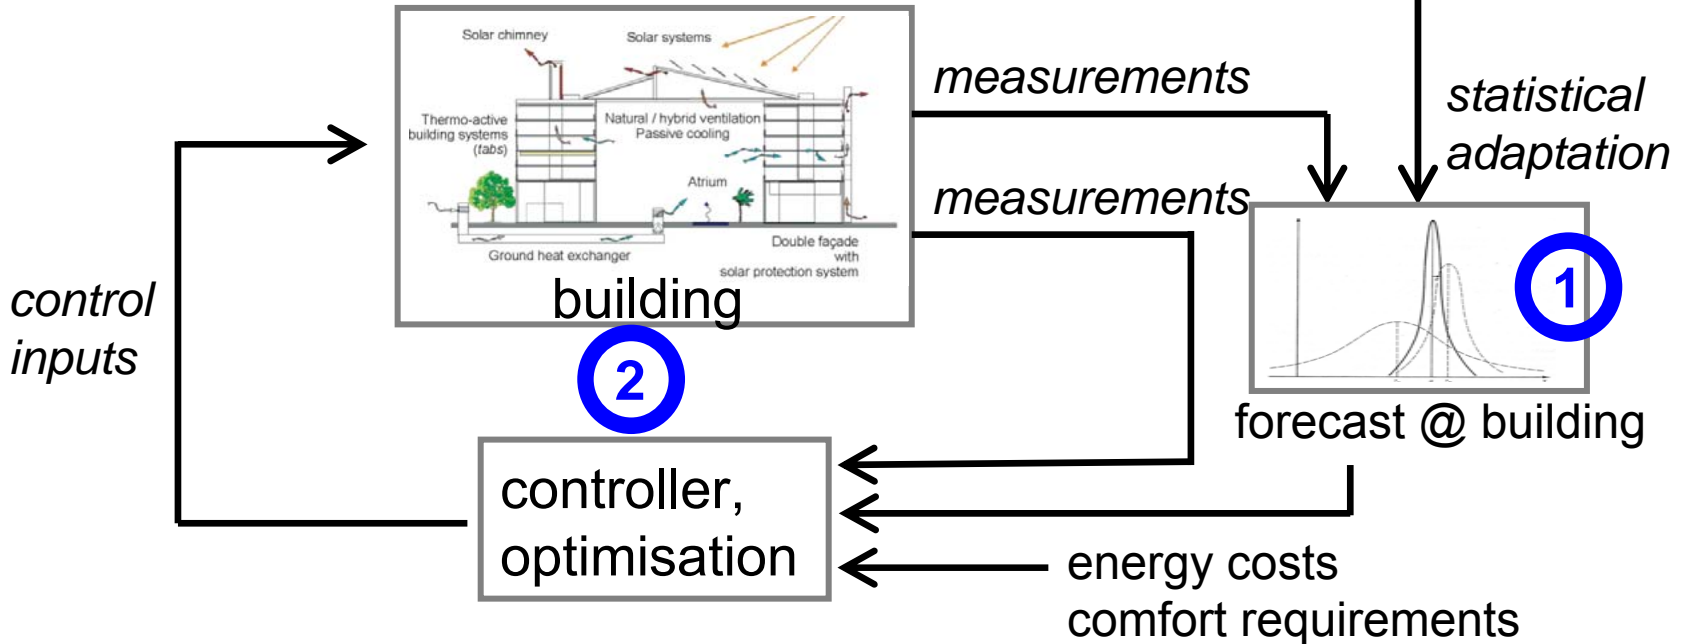 Solar chimney
Solar systems
Thermo-active
building systems
(tabs)
Natural / hybrid ventilation
Passive cooling
Atrium
Ground heat exchanger
Double façade
with
solar protection system
building
measurements
measurements
statistical
adaptation
1
forecast @ building
control
inputs
2
controller,
optimisation
energy costs
comfort requirements